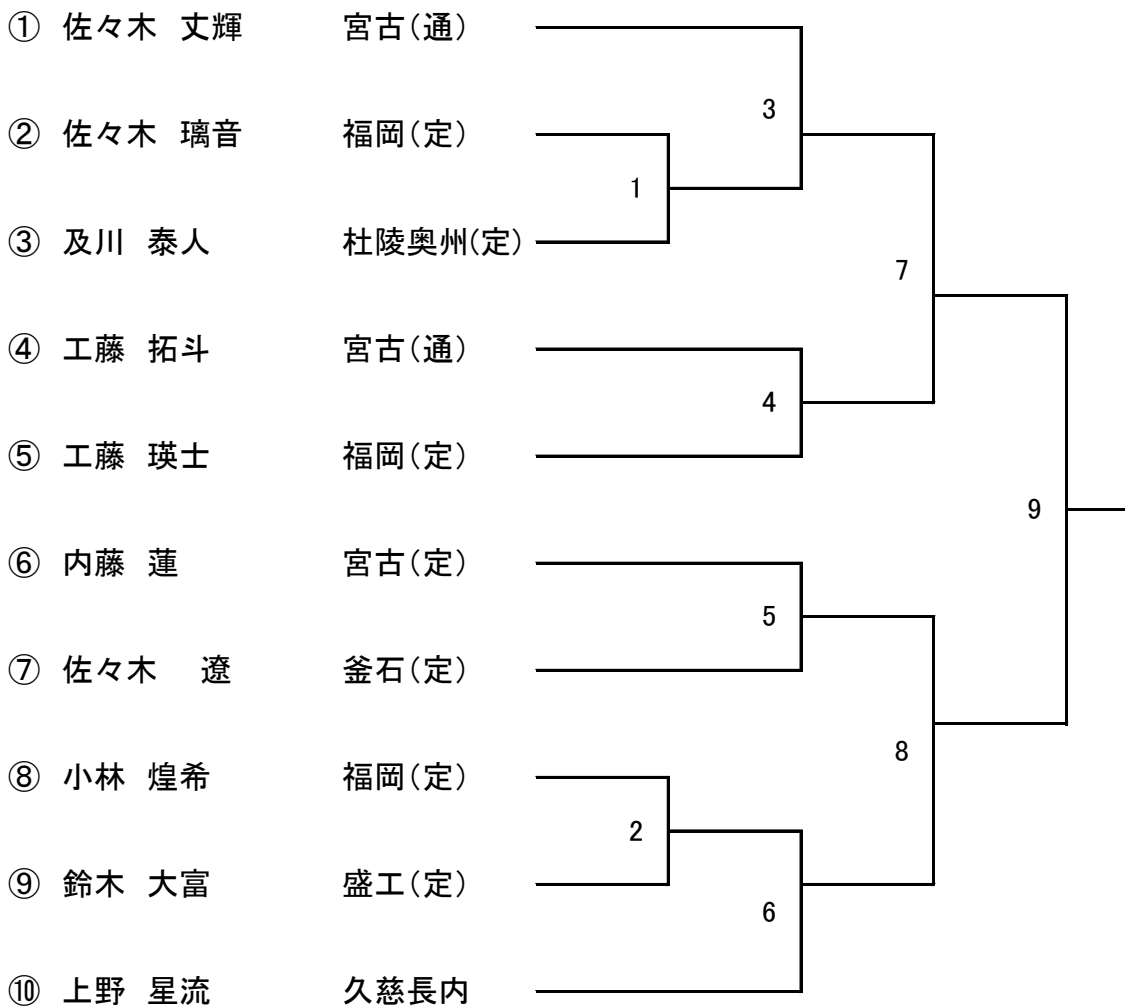 ① 佐々木 丈輝 宮古(通)
3
② 佐々木 璃音 福岡(定)
1
③ 及川 泰人 杜陵奥州(定)
7
④ 工藤 拓斗 宮古(通)
4
⑤ 工藤 瑛士 福岡(定)
9
⑥ 内藤 蓮 宮古(定)
5
⑦ 佐々木 遼 釜石(定)
8
⑧ 小林 煌希 福岡(定)
2
⑨ 鈴木 大富 盛工(定)
6
⑩ 上野 星流 久慈長内